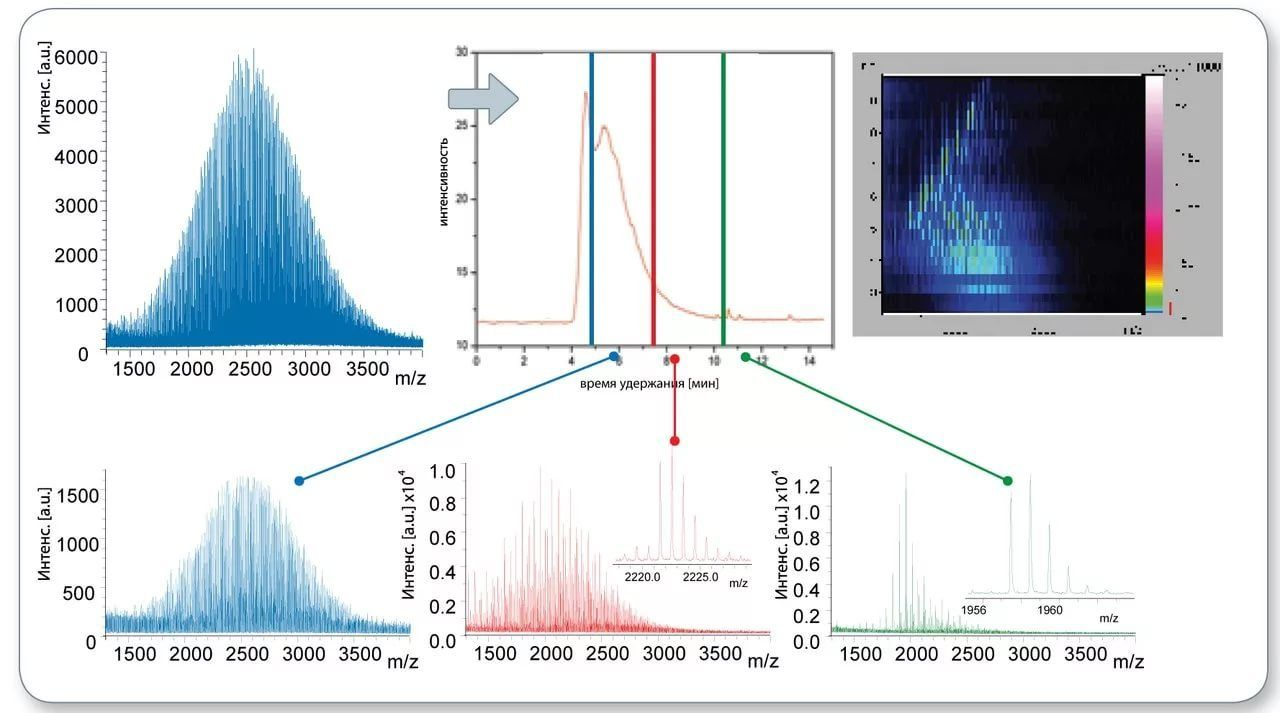 Интенс. [a.u.]
6000
5000
4000
3000
2000
1000
0
1500 2000 2500 3000 3500 m/z
интенсивность
30
25
20
15
10
0 2 4 6 8 10 12 14
время удержания [мин]
Интенс. [a.u.]
1500
1000
500
0
1500 2000 2500 3000 3500 m/z
Интенс. [a.u.] x10⁴
1.0
0.8
0.6
0.4
0.2
0.0
1500 2000 2500 3000 3500 m/z
2220.0 2225.0 m/z
Интенс. [a.u.] x10⁴
1.2
1.0
0.8
0.6
0.4
0.2
0.0
1500 2000 2500 3000 3500 m/z
1956 1960 m/z